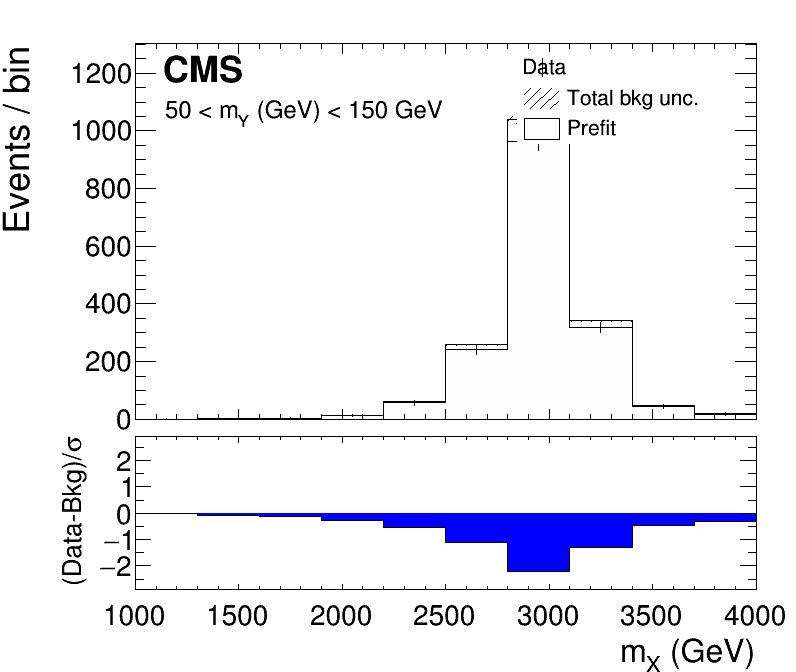 CMS
50 < mY (GeV) < 150 GeV
Data
Total bkg unc.
Prefit
Events / bin
1200
1000
800
600
400
200
0
(Data-Bkg)/σ
2
1
0
−1
−2
1000 1500 2000 2500 3000 3500 4000
mX (GeV)